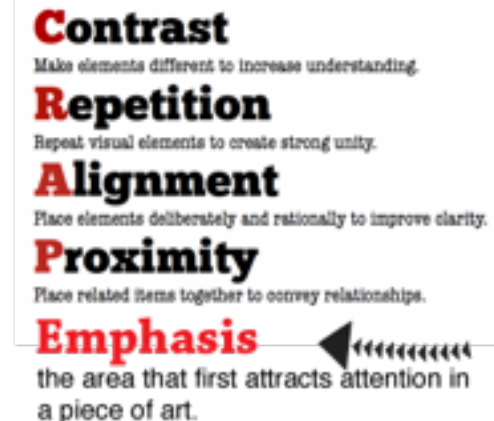 Contrast
Make elements different to increase understanding.
Repetition
Repeat visual elements to create strong unity.
Alignment
Place elements deliberately and rationally to improve clarity.
Proximity
Place related items together to convey relationships.
Emphasis
the area that first attracts attention in
a piece of art.